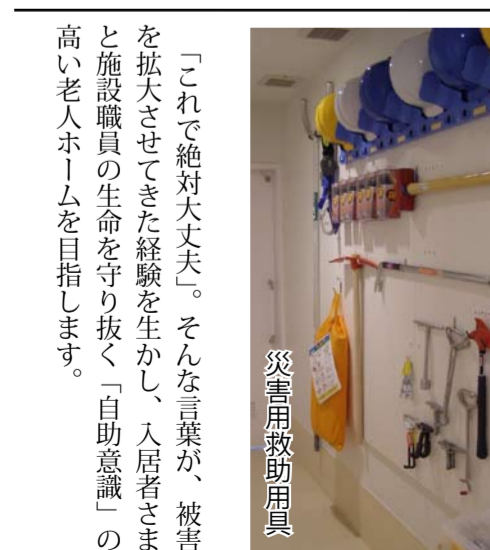 災害用救助用具
「これで絶対大丈夫」。そんな言葉が、被害
を拡大させてきた経験を生かし、入居者さま
と施設職員の生命を守り抜く「自助意識」の
高い老人ホームを目指します。